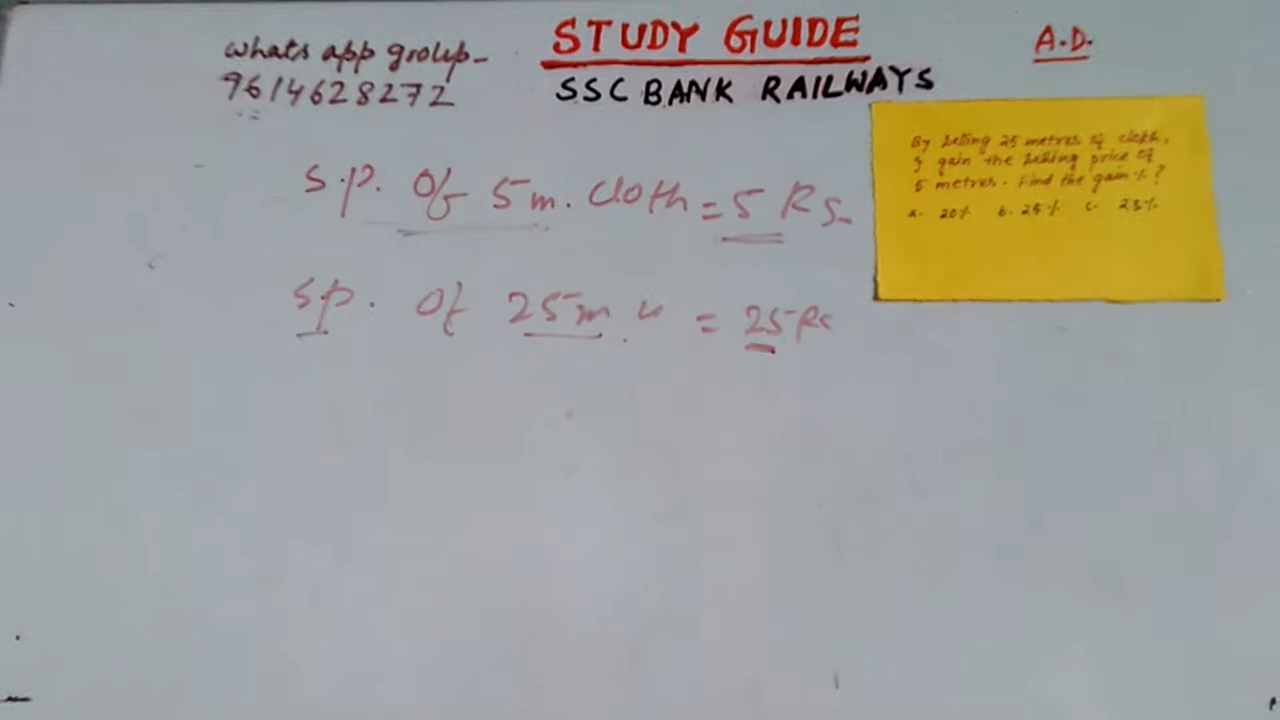 whats app group-
9614628272
STUDY GUIDE
SSC BANK RAILWAYS
A.D.
By Selling 25 metres of cloth,
I gain the Selling price of
5 metres. Find the gain %?
a. 20% b. 25% c. 23%
S.p. Of 5m. Cloth = 5 Rs.
Sp. Of 25m " = 25 Rs